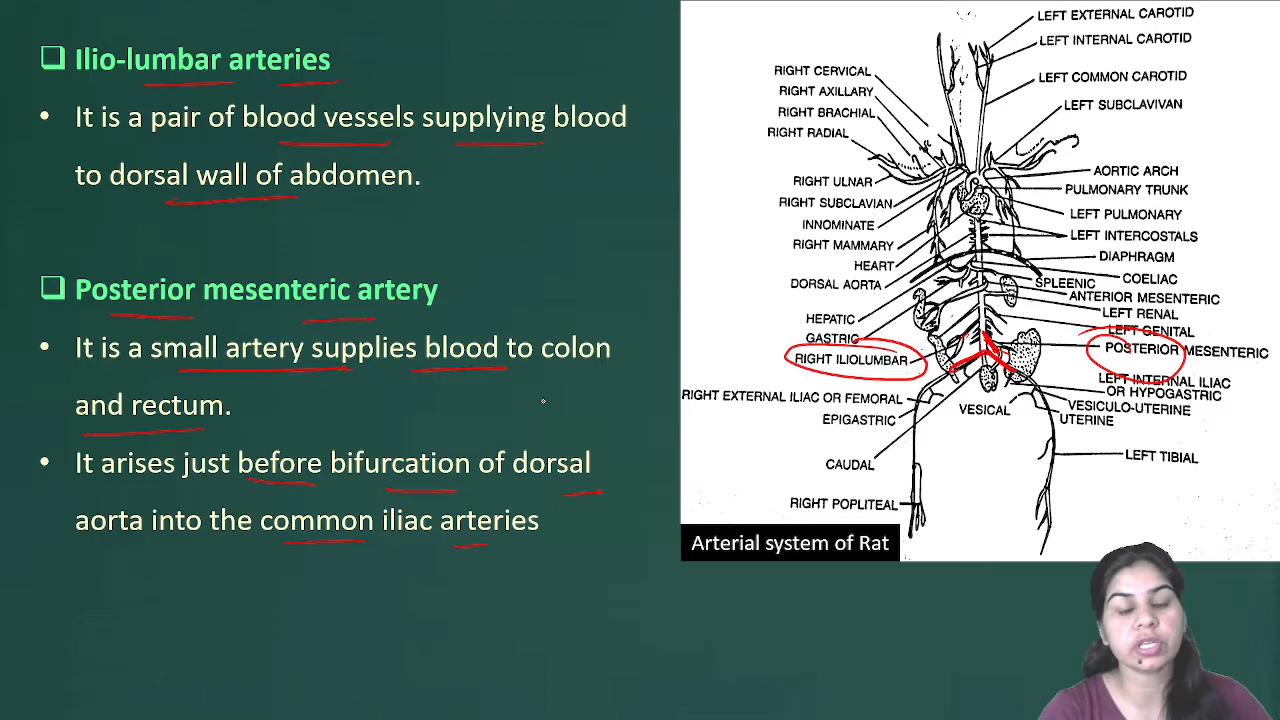 Ilio-lumbar arteries
• It is a pair of blood vessels supplying blood
to dorsal wall of abdomen.
Posterior mesenteric artery
• It is a small artery supplies blood to colon
and rectum.
• It arises just before bifurcation of dorsal
aorta into the common iliac arteries
LEFT EXTERNAL CAROTID
LEFT INTERNAL CAROTID
RIGHT CERVICAL
LEFT COMMON CAROTID
RIGHT AXILLARY
LEFT SUBCLAVIVAN
RIGHT BRACHIAL
RIGHT RADIAL
AORTIC ARCH
RIGHT ULNAR
PULMONARY TRUNK
RIGHT SUBCLAVIAN
LEFT PULMONARY
INNOMINATE
LEFT INTERCOSTALS
RIGHT MAMMARY
DIAPHRAGM
HEART
COELIAC
DORSAL AORTA
SPLEENIC
ANTERIOR MESENTERIC
LEFT RENAL
HEPATIC
LEFT GENITAL
GASTRIC
POSTERIOR MESENTERIC
RIGHT ILIOLUMBAR
LEFT INTERNAL ILIAC
OR HYPOGASTRIC
RIGHT EXTERNAL ILIAC OR FEMORAL
VESICAL
VESICULO-UTERINE
EPIGASTRIC
UTERINE
CAUDAL
LEFT TIBIAL
RIGHT POPLITEAL
Arterial system of Rat